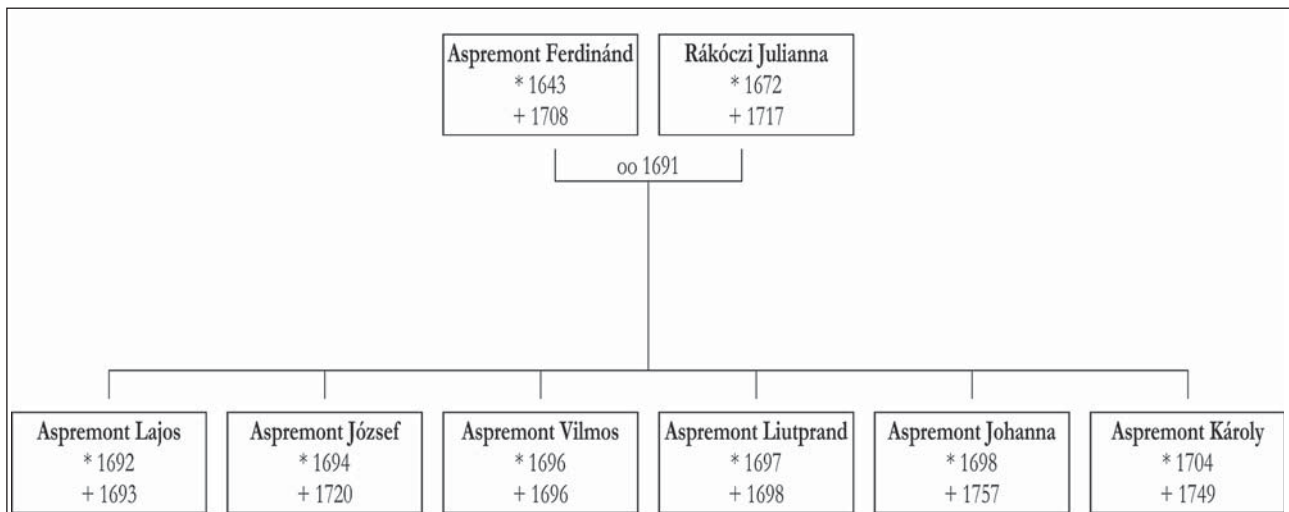 Aspremont Ferdinánd
* 1643
+ 1708
Rákóczi Julianna
* 1672
+ 1717
oo 1691
Aspremont Lajos
* 1692
+ 1693
Aspremont József
* 1694
+ 1720
Aspremont Vilmos
* 1696
+ 1696
Aspremont Liutprand
* 1697
+ 1698
Aspremont Johanna
* 1698
+ 1757
Aspremont Károly
* 1704
+ 1749